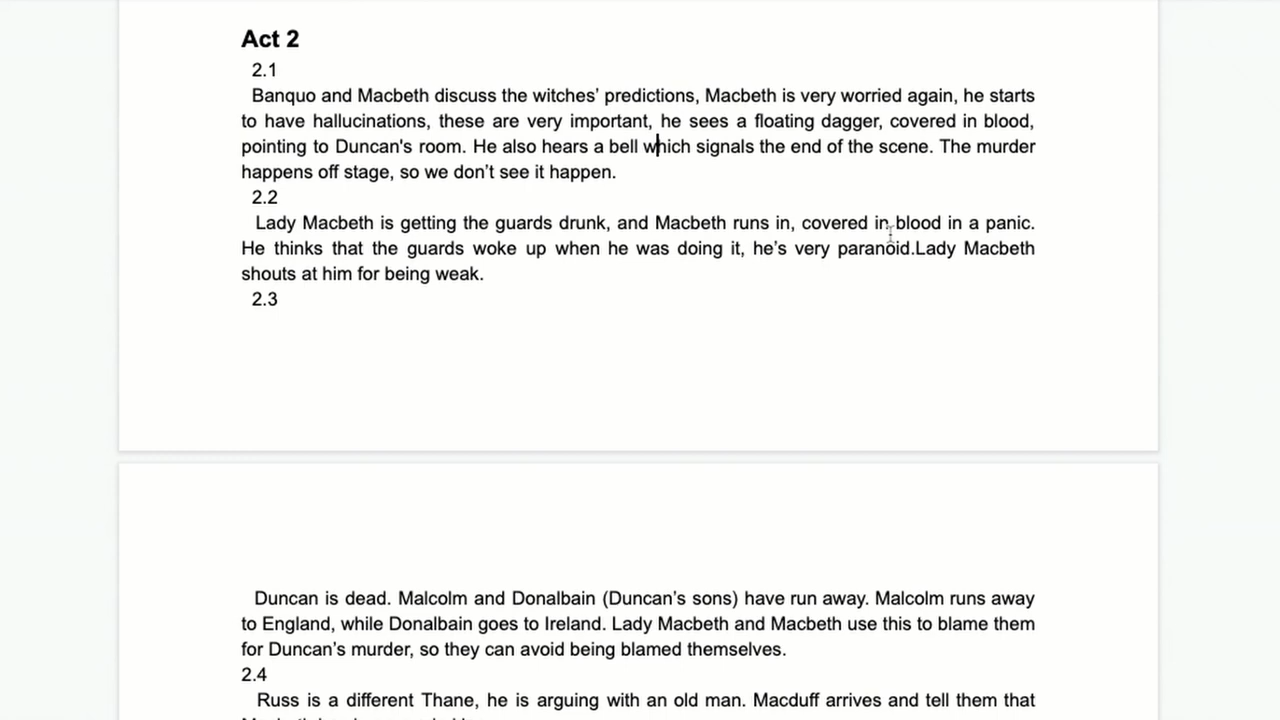 Act 2
2.1
Banquo and Macbeth discuss the witches’ predictions, Macbeth is very worried again, he starts
to have hallucinations, these are very important, he sees a floating dagger, covered in blood,
pointing to Duncan's room. He also hears a bell which signals the end of the scene. The murder
happens off stage, so we don’t see it happen.
2.2
Lady Macbeth is getting the guards drunk, and Macbeth runs in, covered in blood in a panic.
He thinks that the guards woke up when he was doing it, he’s very paranoid.Lady Macbeth
shouts at him for being weak.
2.3
Duncan is dead. Malcolm and Donalbain (Duncan’s sons) have run away. Malcolm runs away
to England, while Donalbain goes to Ireland. Lady Macbeth and Macbeth use this to blame them
for Duncan’s murder, so they can avoid being blamed themselves.
2.4
Russ is a different Thane, he is arguing with an old man. Macduff arrives and tell them that